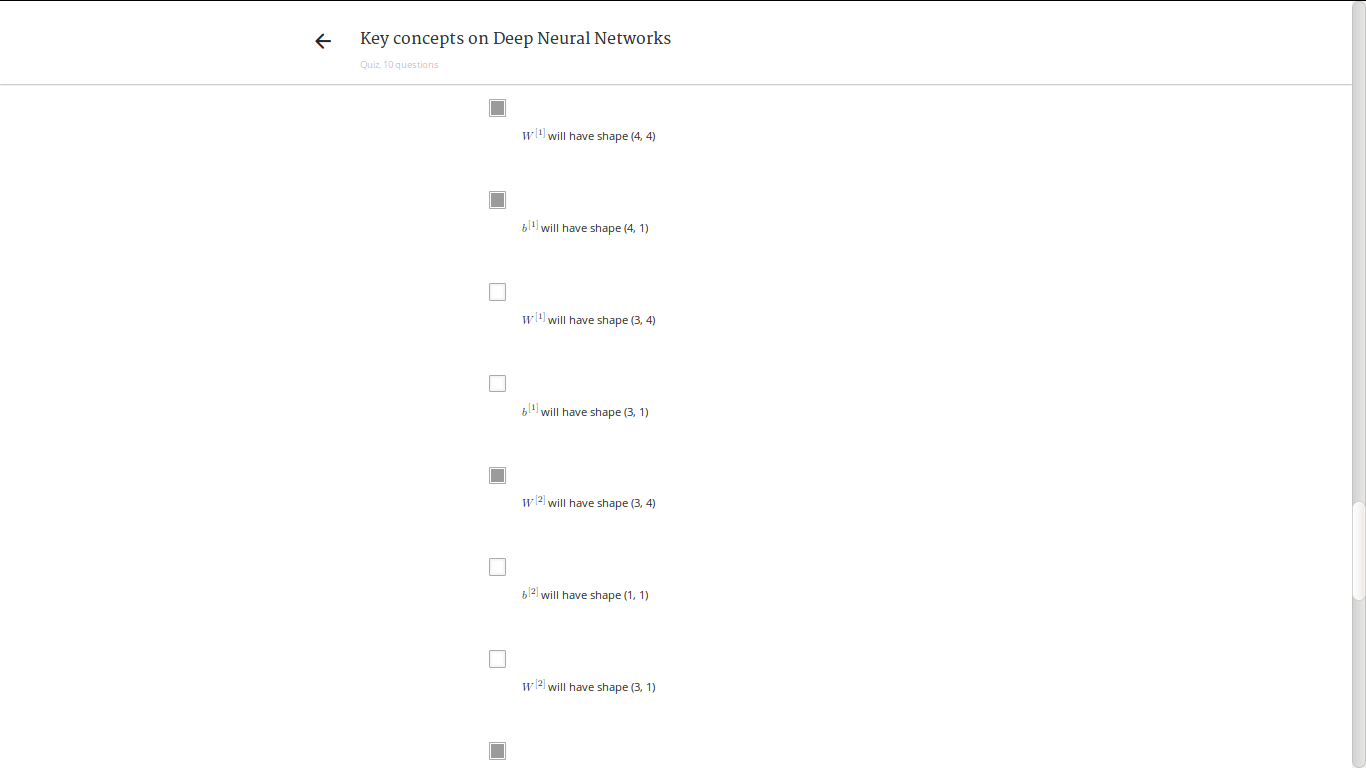 Key concepts on Deep Neural Networks
Quiz, 10 questions
W^[1] will have shape (4, 4)
b^[1] will have shape (4, 1)
W^[1] will have shape (3, 4)
b^[1] will have shape (3, 1)
W^[2] will have shape (3, 4)
b^[2] will have shape (1, 1)
W^[2] will have shape (3, 1)